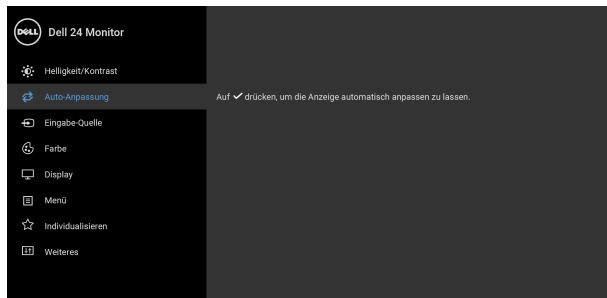 DELL Dell 24 Monitor
Helligkeit/Kontrast
Auto-Anpassung
Auf ✓ drücken, um die Anzeige automatisch anpassen zu lassen.
Eingabe-Quelle
Farbe
Display
Menü
Individualisieren
Weiteres